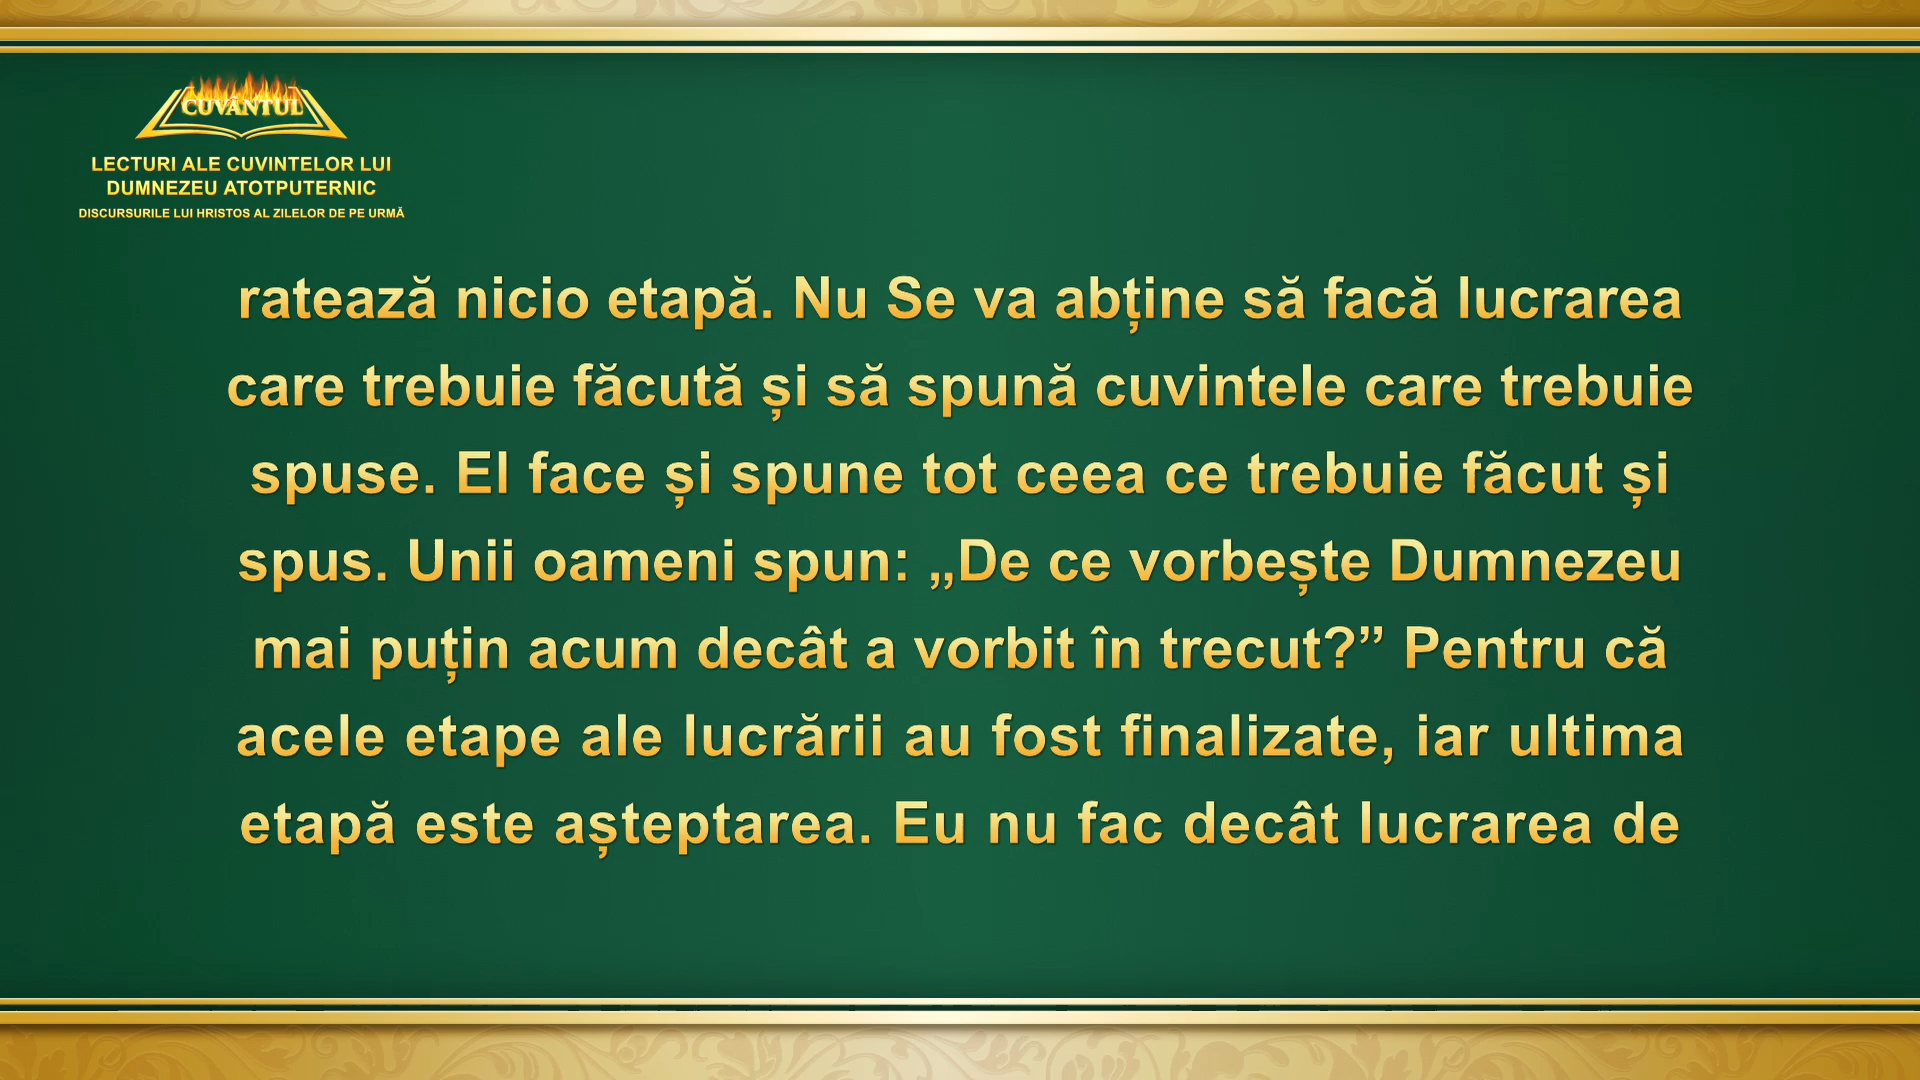 CUVÂNTUL
LECTURI ALE CUVINTELOR LUI
DUMNEZEU ATOTPUTERNIC
DISCURSURILE LUI HRISTOS AL ZILELOR DE PE URMĂ
ratează nicio etapă. Nu Se va abține să facă lucrarea
care trebuie făcută și să spună cuvintele care trebuie
spuse. El face și spune tot ceea ce trebuie făcut și
spus. Unii oameni spun: „De ce vorbește Dumnezeu
mai puțin acum decât a vorbit în trecut?” Pentru că
acele etape ale lucrării au fost finalizate, iar ultima
etapă este așteptarea. Eu nu fac decât lucrarea de